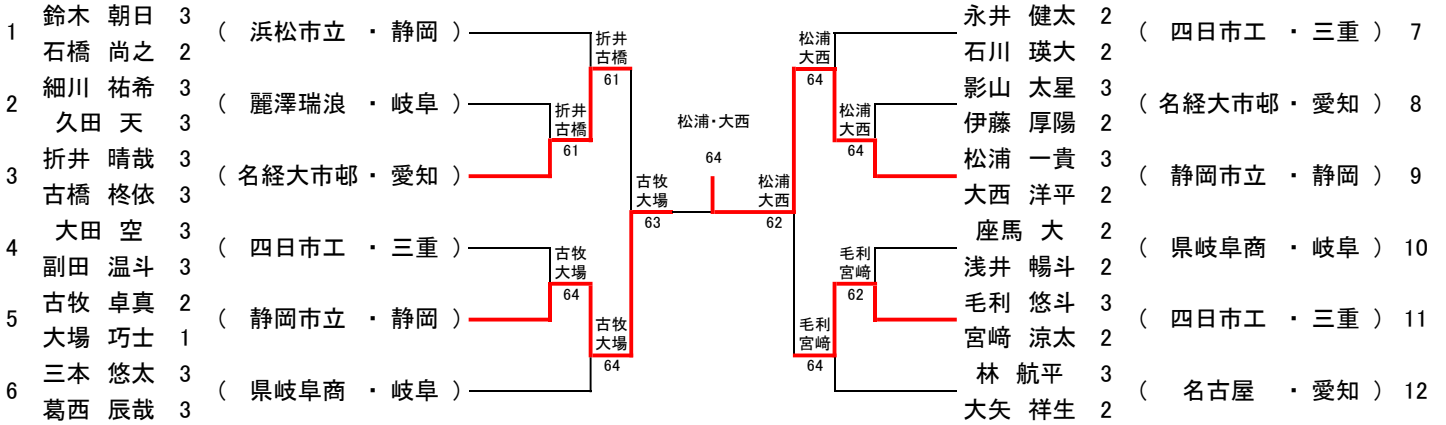 1 鈴木 朝日 3 ( 浜松市立 ・ 静岡 )
石橋 尚之 2
2 細川 祐希 3 ( 麗澤瑞浪 ・ 岐阜 )
久田 天 3
3 折井 晴哉 3 ( 名経大市邨 ・ 愛知 )
古橋 柊依 3
4 大田 空 3 ( 四日市工 ・ 三重 )
副田 温斗 3
5 古牧 卓真 2 ( 静岡市立 ・ 静岡 )
大場 巧士 1
6 三本 悠太 3 ( 県岐阜商 ・ 岐阜 )
葛西 辰哉 3
折井
古橋
61
折井
古橋
61
古牧
大場
64
古牧
大場
64
古牧
大場
63
松浦・大西
64
松浦
大西
62
松浦
大西
64
松浦
大西
64
毛利
宮﨑
62
毛利
宮﨑
64
永井 健太 2 ( 四日市工 ・ 三重 ) 7
石川 瑛大 2
影山 太星 3 ( 名経大市邨 ・ 愛知 ) 8
伊藤 厚陽 2
松浦 一貴 3 ( 静岡市立 ・ 静岡 ) 9
大西 洋平 2
座馬 大 2 ( 県岐阜商 ・ 岐阜 ) 10
浅井 暢斗 2
毛利 悠斗 3 ( 四日市工 ・ 三重 ) 11
宮﨑 涼太 2
林 航平 3 ( 名古屋 ・ 愛知 ) 12
大矢 祥生 2